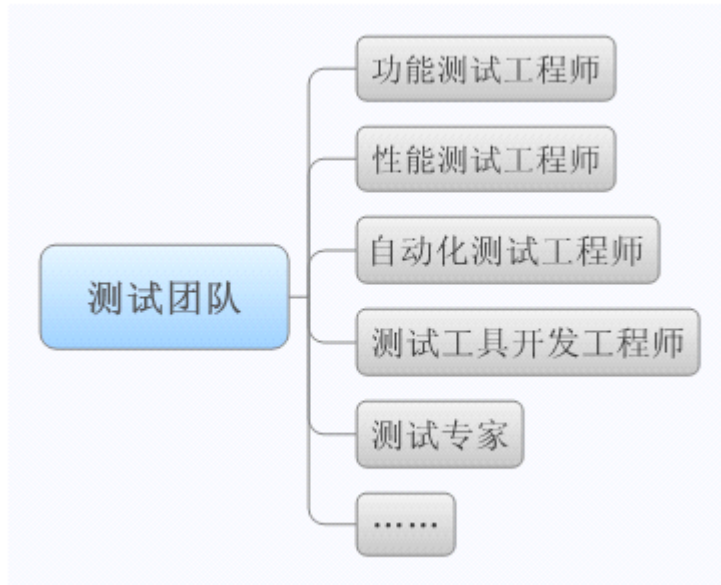 功能测试工程师
性能测试工程师
自动化测试工程师
测试团队
测试工具开发工程师
测试专家
……